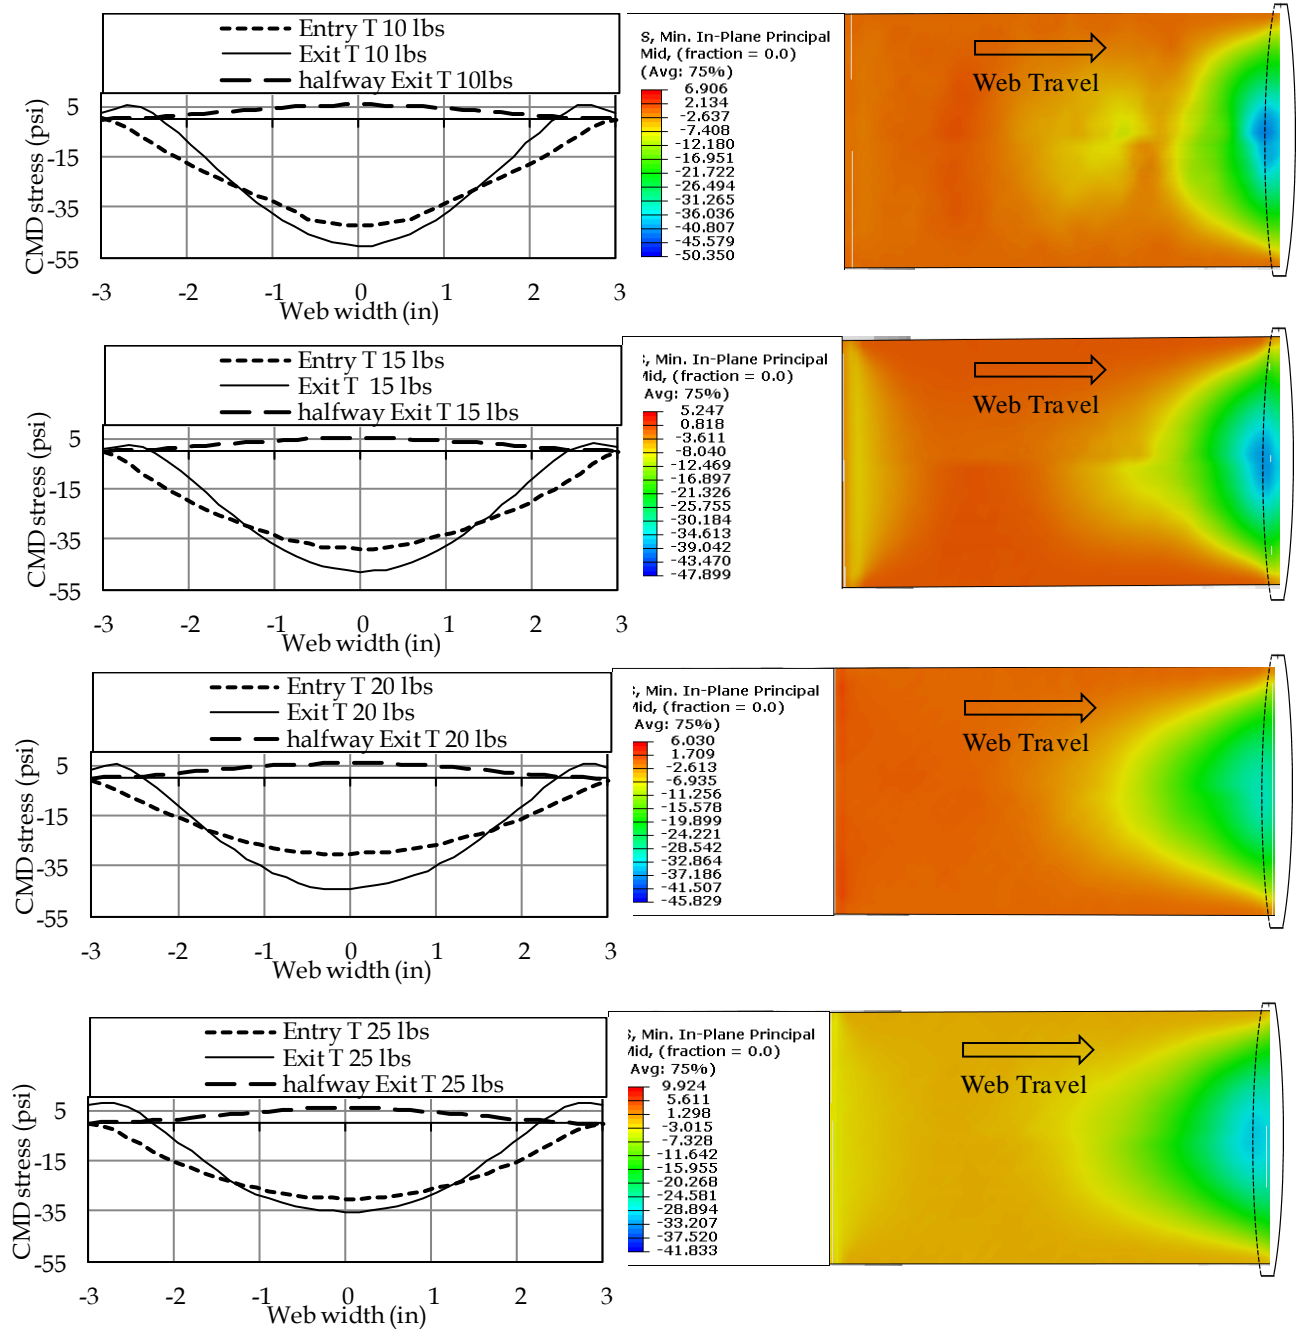 Entry T 10 lbs
Exit T 10 lbs
halfway Exit T 10lbs
CMD stress (psi)
5
-15
-35
-55
-3 -2 -1 0 1 2 3
Web width (in)
S, Min. In-Plane Principal
Mid, (fraction = 0.0)
(Avg: 75%)
6.906
2.134
-2.637
-7.408
-12.180
-16.951
-21.722
-26.494
-31.265
-36.036
-40.807
-45.579
-50.350
Web Travel
Entry T 15 lbs
Exit T 15 lbs
halfway Exit T 15 lbs
CMD stress (psi)
5
-15
-35
-55
-3 -2 -1 0 1 2 3
Web width (in)
, Min. In-Plane Principal
Mid, (fraction = 0.0)
Avg: 75%)
5.247
0.818
-3.611
-8.040
-12.469
-16.897
-21.326
-25.755
-30.184
-34.613
-39.042
-43.470
-47.899
Web Travel
Entry T 20 lbs
Exit T 20 lbs
halfway Exit T 20 lbs
CMD stress (psi)
5
-15
-35
-55
-3 -2 -1 0 1 2 3
Web width (in)
, Min. In-Plane Principal
Mid, (fraction = 0.0)
Avg: 75%)
6.030
1.709
-2.613
-6.935
-11.256
-15.578
-19.899
-24.221
-28.542
-32.864
-37.186
-41.507
-45.829
Web Travel
Entry T 25 lbs
Exit T 25 lbs
halfway Exit T 25 lbs
CMD stress (psi)
5
-15
-35
-55
-3 -2 -1 0 1 2 3
Web width (in)
, Min. In-Plane Principal
Mid, (fraction = 0.0)
Avg: 75%)
9.924
5.611
1.298
-3.015
-7.328
-11.642
-15.955
-20.268
-24.581
-28.894
-33.207
-37.520
-41.833
Web Travel